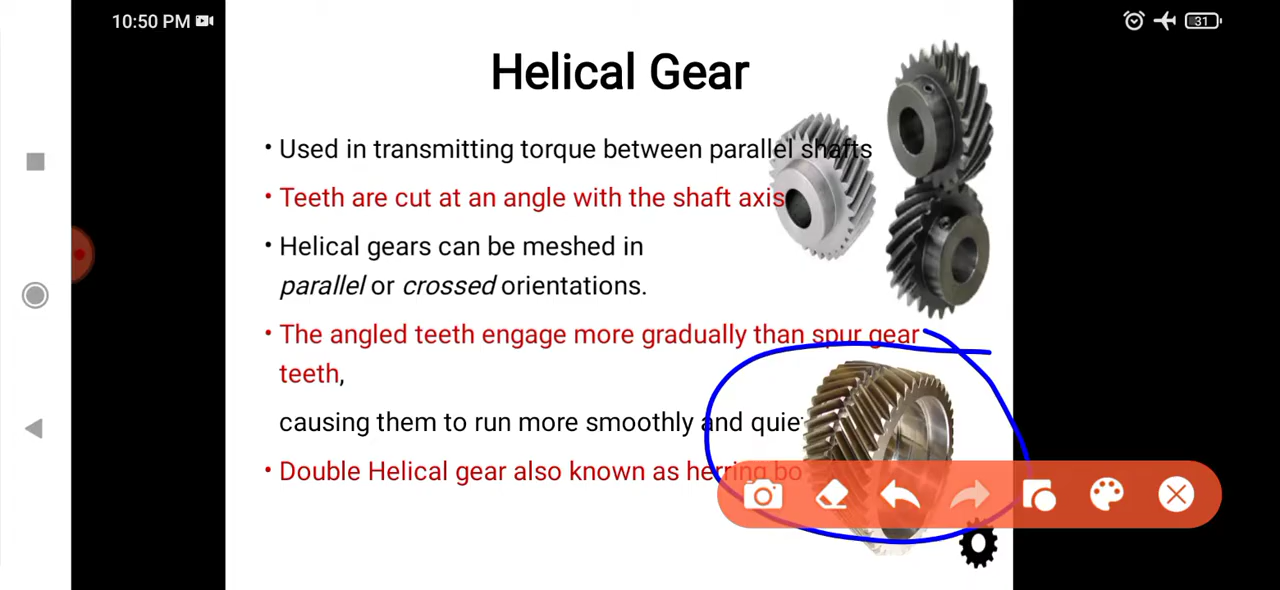 10:50 PM
31
Helical Gear
• Used in transmitting torque between parallel shafts
• Teeth are cut at an angle with the shaft axis
• Helical gears can be meshed in
parallel or crossed orientations.
• The angled teeth engage more gradually than spur gear
teeth,
causing them to run more smoothly and
• Double Helical gear also known as herring